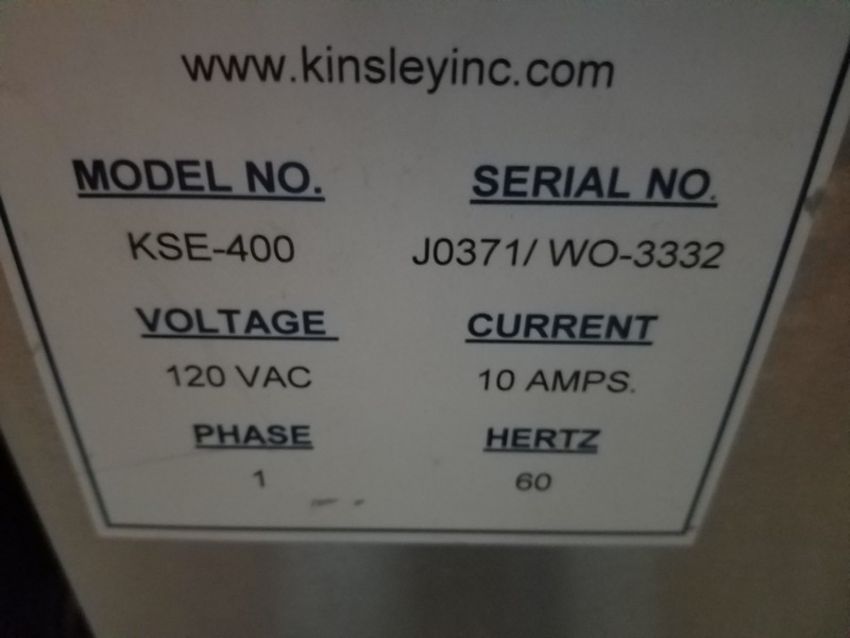 www.kinsleyinc.com
MODEL NO. SERIAL NO.
KSE-400 J0371/ WO-3332
VOLTAGE CURRENT
120 VAC 10 AMPS.
PHASE HERTZ
1 60